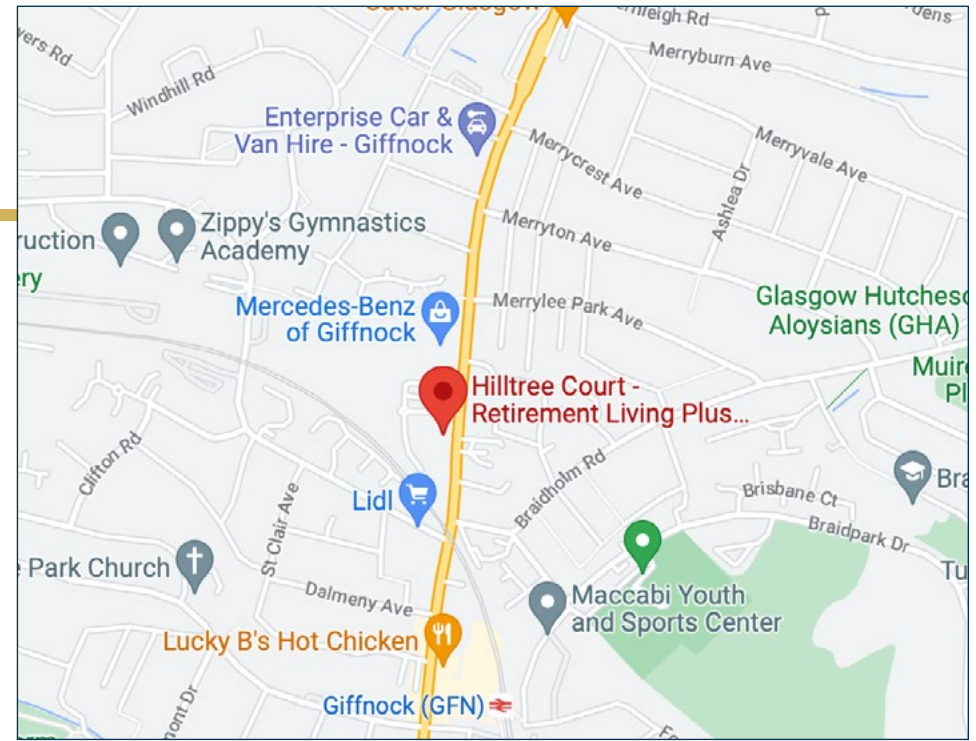 Merryburn Ave
Windhill Rd
Enterprise Car &
Van Hire - Giffnock
Merrycrest Ave
Merryvale Ave
Ashlea Dr
Zippy's Gymnastics
Academy
Merryton Ave
Mercedes-Benz
of Giffnock
Merrylee Park Ave
Aloysians (GHA)
Hilltree Court -
Retirement Living Plus...
Clifton Rd
Lidl
Braidholm Rd
Brisbane Ct
Braidpark Dr
St Clair Ave
Park Church
Dalmeny Ave
Maccabi Youth
and Sports Center
Lucky B's Hot Chicken
Giffnock (GFN)